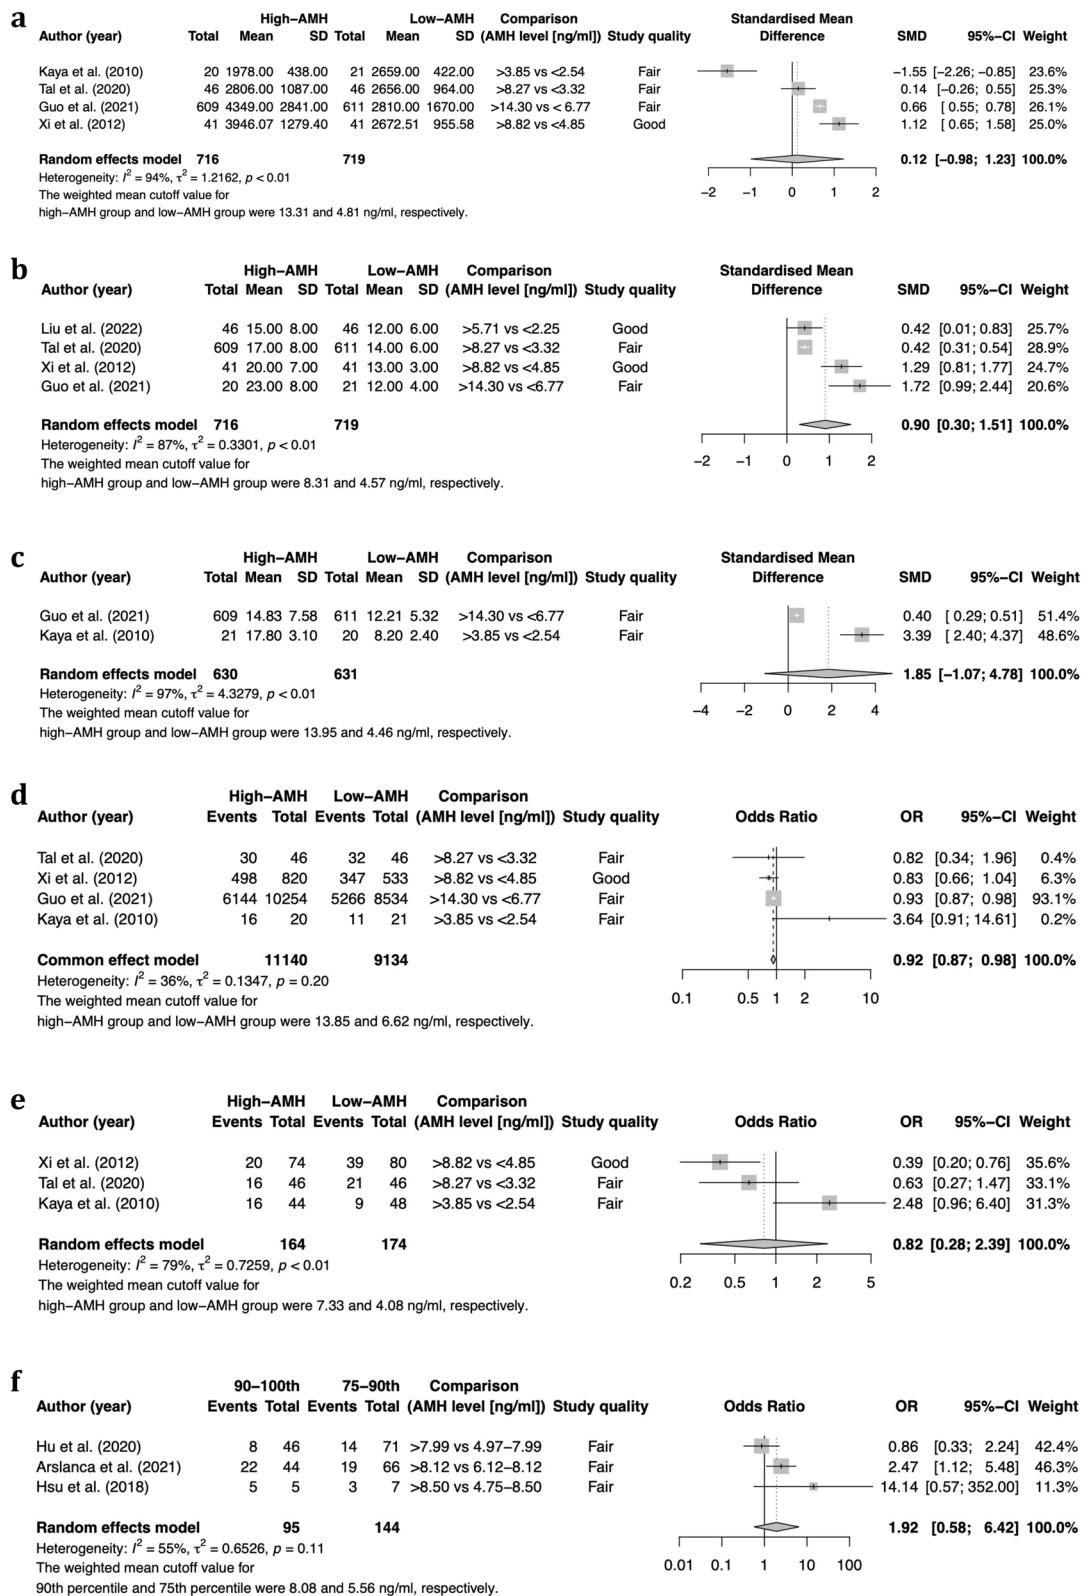 a
High−AMH Low−AMH Comparison Standardised Mean
Author (year) Total Mean SD Total Mean SD (AMH level [ng/ml]) Study quality Difference SMD 95%−CI Weight
Kaya et al. (2010) 20 1978.00 438.00 21 2659.00 422.00 >3.85 vs <2.54 Fair −1.55 [−2.26; −0.85] 23.6%
Tal et al. (2020) 46 2806.00 1087.00 46 2656.00 964.00 >8.27 vs <3.32 Fair 0.14 [−0.26; 0.55] 25.3%
Guo et al. (2021) 609 4349.00 2841.00 611 2810.00 1670.00 >14.30 vs < 6.77 Fair 0.66 [ 0.55; 0.78] 26.1%
Xi et al. (2012) 41 3946.07 1279.40 41 2672.51 955.58 >8.82 vs <4.85 Good 1.12 [ 0.65; 1.58] 25.0%
Random effects model 716 719 0.12 [−0.98; 1.23] 100.0%
Heterogeneity: I² = 94%, τ² = 1.2162, p < 0.01
The weighted mean cutoff value for −2 −1 0 1 2
high−AMH group and low−AMH group were 13.31 and 4.81 ng/ml, respectively.
b
High−AMH Low−AMH Comparison Standardised Mean
Author (year) Total Mean SD Total Mean SD (AMH level [ng/ml]) Study quality Difference SMD 95%−CI Weight
Liu et al. (2022) 46 15.00 8.00 46 12.00 6.00 >5.71 vs <2.25 Good 0.42 [0.01; 0.83] 25.7%
Tal et al. (2020) 609 17.00 8.00 611 14.00 6.00 >8.27 vs <3.32 Fair 0.42 [0.31; 0.54] 28.9%
Xi et al. (2012) 41 20.00 7.00 41 13.00 3.00 >8.82 vs <4.85 Good 1.29 [0.81; 1.77] 24.7%
Guo et al. (2021) 20 23.00 8.00 21 12.00 4.00 >14.30 vs <6.77 Fair 1.72 [0.99; 2.44] 20.6%
Random effects model 716 719 0.90 [0.30; 1.51] 100.0%
Heterogeneity: I² = 87%, τ² = 0.3301, p < 0.01
The weighted mean cutoff value for −2 −1 0 1 2
high−AMH group and low−AMH group were 8.31 and 4.57 ng/ml, respectively.
c
High−AMH Low−AMH Comparison Standardised Mean
Author (year) Total Mean SD Total Mean SD (AMH level [ng/ml]) Study quality Difference SMD 95%−CI Weight
Guo et al. (2021) 609 14.83 7.58 611 12.21 5.32 >14.30 vs <6.77 Fair 0.40 [ 0.29; 0.51] 51.4%
Kaya et al. (2010) 21 17.80 3.10 20 8.20 2.40 >3.85 vs <2.54 Fair 3.39 [ 2.40; 4.37] 48.6%
Random effects model 630 631 1.85 [−1.07; 4.78] 100.0%
Heterogeneity: I² = 97%, τ² = 4.3279, p < 0.01
The weighted mean cutoff value for −4 −2 0 2 4
high−AMH group and low−AMH group were 13.95 and 4.46 ng/ml, respectively.
d
High−AMH Low−AMH Comparison
Author (year) Events Total Events Total (AMH level [ng/ml]) Study quality Odds Ratio OR 95%−CI Weight
Tal et al. (2020) 30 46 32 46 >8.27 vs <3.32 Fair 0.82 [0.34; 1.96] 0.4%
Xi et al. (2012) 498 820 347 533 >8.82 vs <4.85 Good 0.83 [0.66; 1.04] 6.3%
Guo et al. (2021) 6144 10254 5266 8534 >14.30 vs <6.77 Fair 0.93 [0.87; 0.98] 93.1%
Kaya et al. (2010) 16 20 11 21 >3.85 vs <2.54 Fair 3.64 [0.91; 14.61] 0.2%
Common effect model 11140 9134 0.92 [0.87; 0.98] 100.0%
Heterogeneity: I² = 36%, τ² = 0.1347, p = 0.20
The weighted mean cutoff value for 0.1 0.5 1 2 10
high−AMH group and low−AMH group were 13.85 and 6.62 ng/ml, respectively.
e
High−AMH Low−AMH Comparison
Author (year) Events Total Events Total (AMH level [ng/ml]) Study quality Odds Ratio OR 95%−CI Weight
Xi et al. (2012) 20 74 39 80 >8.82 vs <4.85 Good 0.39 [0.20; 0.76] 35.6%
Tal et al. (2020) 16 46 21 46 >8.27 vs <3.32 Fair 0.63 [0.27; 1.47] 33.1%
Kaya et al. (2010) 16 44 9 48 >3.85 vs <2.54 Fair 2.48 [0.96; 6.40] 31.3%
Random effects model 164 174 0.82 [0.28; 2.39] 100.0%
Heterogeneity: I² = 79%, τ² = 0.7259, p < 0.01
The weighted mean cutoff value for 0.2 0.5 1 2 5
high−AMH group and low−AMH group were 7.33 and 4.08 ng/ml, respectively.
f
90−100th 75−90th Comparison
Author (year) Events Total Events Total (AMH level [ng/ml]) Study quality Odds Ratio OR 95%−CI Weight
Hu et al. (2020) 8 46 14 71 >7.99 vs 4.97−7.99 Fair 0.86 [0.33; 2.24] 42.4%
Arslanca et al. (2021) 22 44 19 66 >8.12 vs 6.12−8.12 Fair 2.47 [1.12; 5.48] 46.3%
Hsu et al. (2018) 5 5 3 7 >8.50 vs 4.75−8.50 Fair 14.14 [0.57; 352.00] 11.3%
Random effects model 95 144 1.92 [0.58; 6.42] 100.0%
Heterogeneity: I² = 55%, τ² = 0.6526, p = 0.11
The weighted mean cutoff value for 0.01 0.1 1 10 100
90th percentile and 75th percentile were 8.08 and 5.56 ng/ml, respectively.